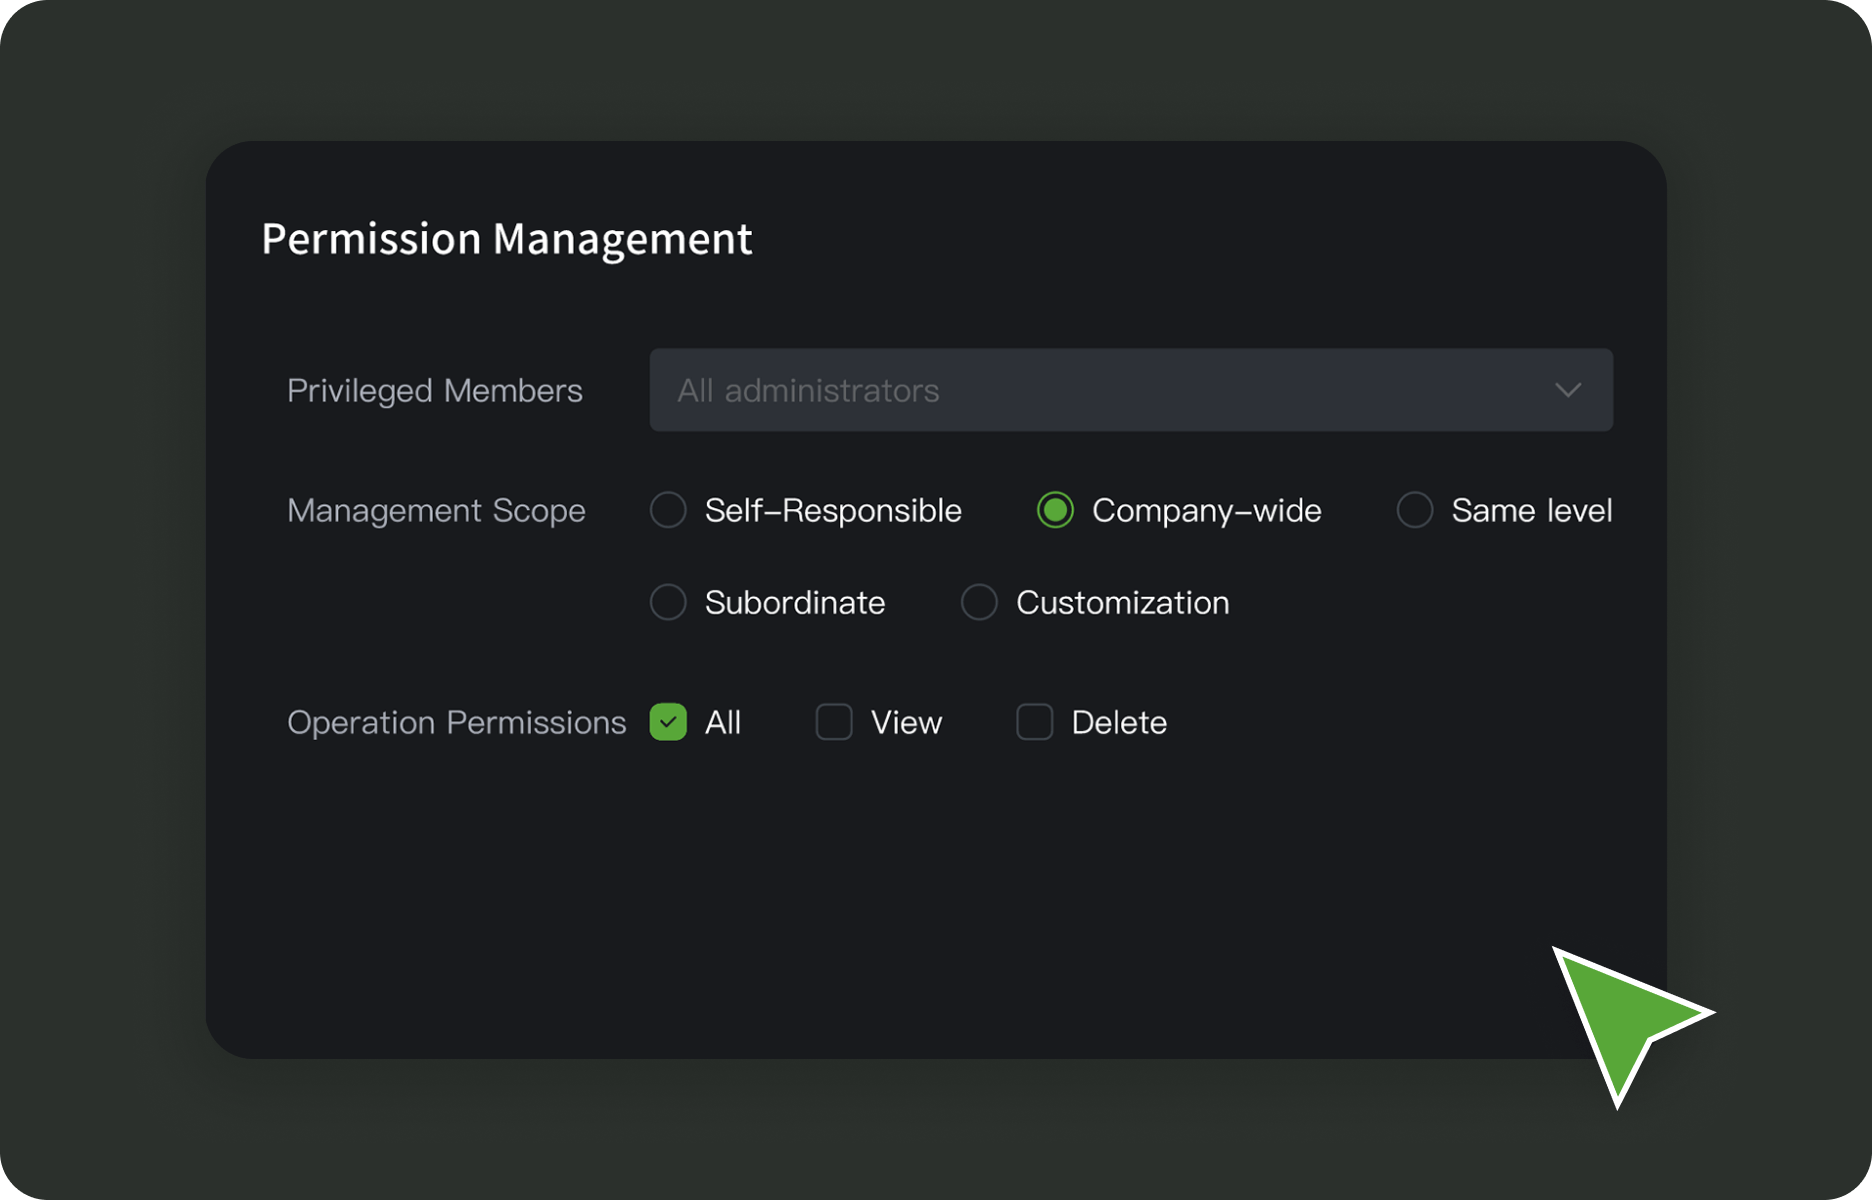 Permission Management
Privileged Members All administrators
Management Scope Self-Responsible Company-wide Same level
Subordinate Customization
Operation Permissions All View Delete